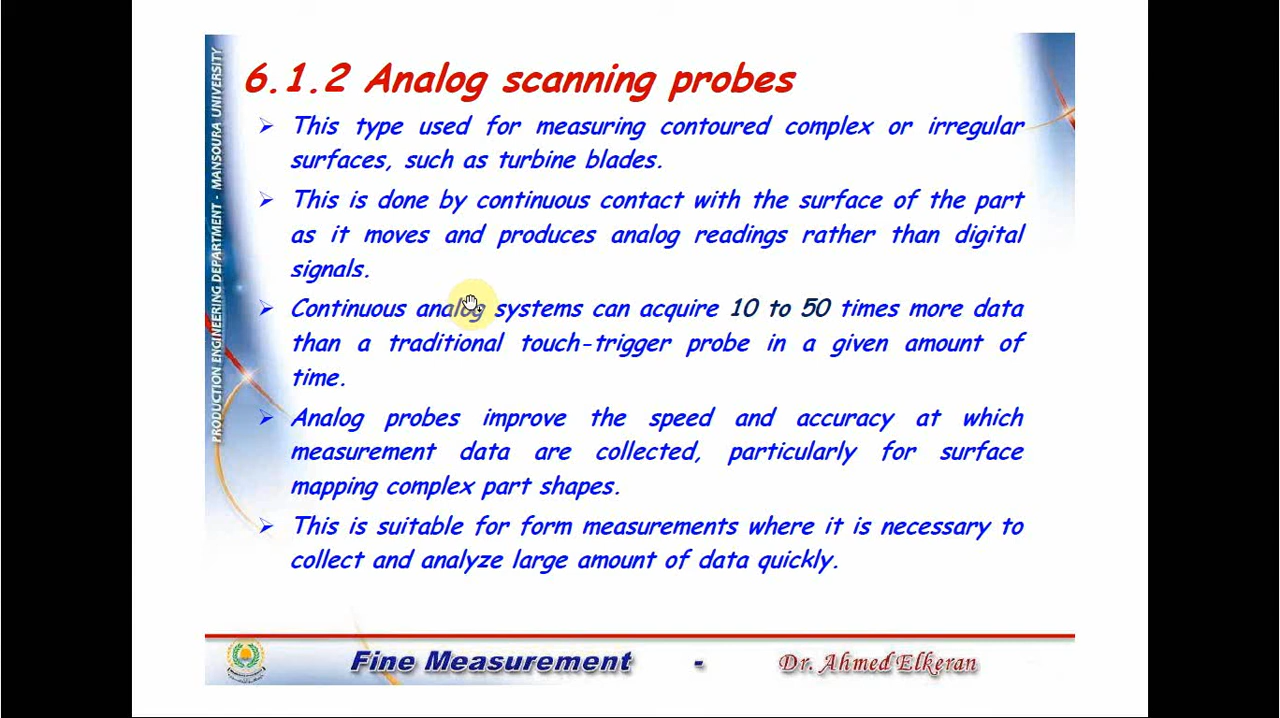 6.1.2 Analog scanning probes
This type used for measuring contoured complex or irregular
surfaces, such as turbine blades.
This is done by continuous contact with the surface of the part
as it moves and produces analog readings rather than digital
signals.
Continuous analog systems can acquire 10 to 50 times more data
than a traditional touch-trigger probe in a given amount of
time.
Analog probes improve the speed and accuracy at which
measurement data are collected, particularly for surface
mapping complex part shapes.
This is suitable for form measurements where it is necessary to
collect and analyze large amount of data quickly.
PRODUCTION ENGINEERING DEPARTMENT - MANSOURA UNIVERSITY
Fine Measurement - Dr. Ahmed Elkeran